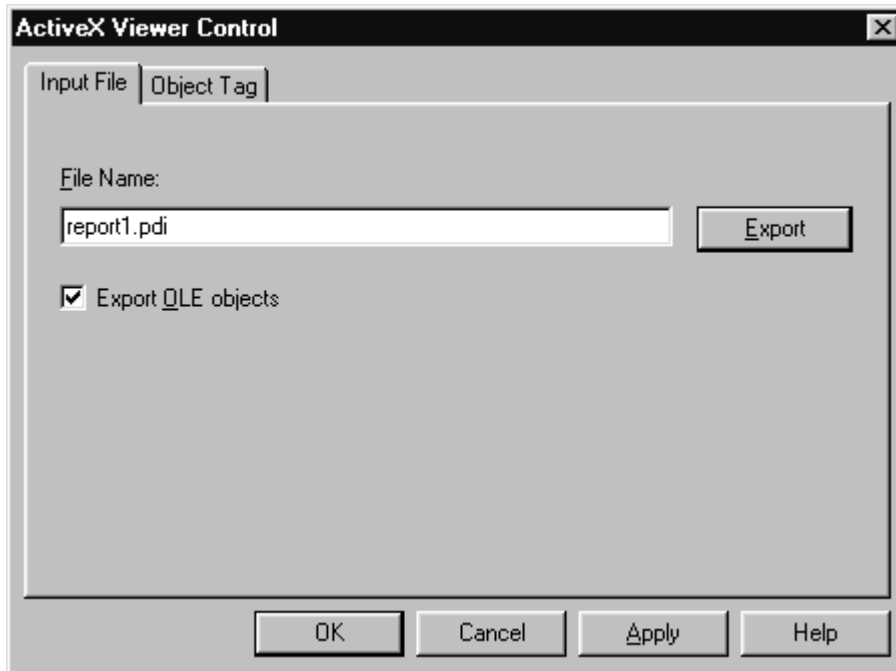 ActiveX Viewer Control
Input File Object Tag
File Name:
report1.pdi Export
Export OLE objects
OK Cancel Apply Help